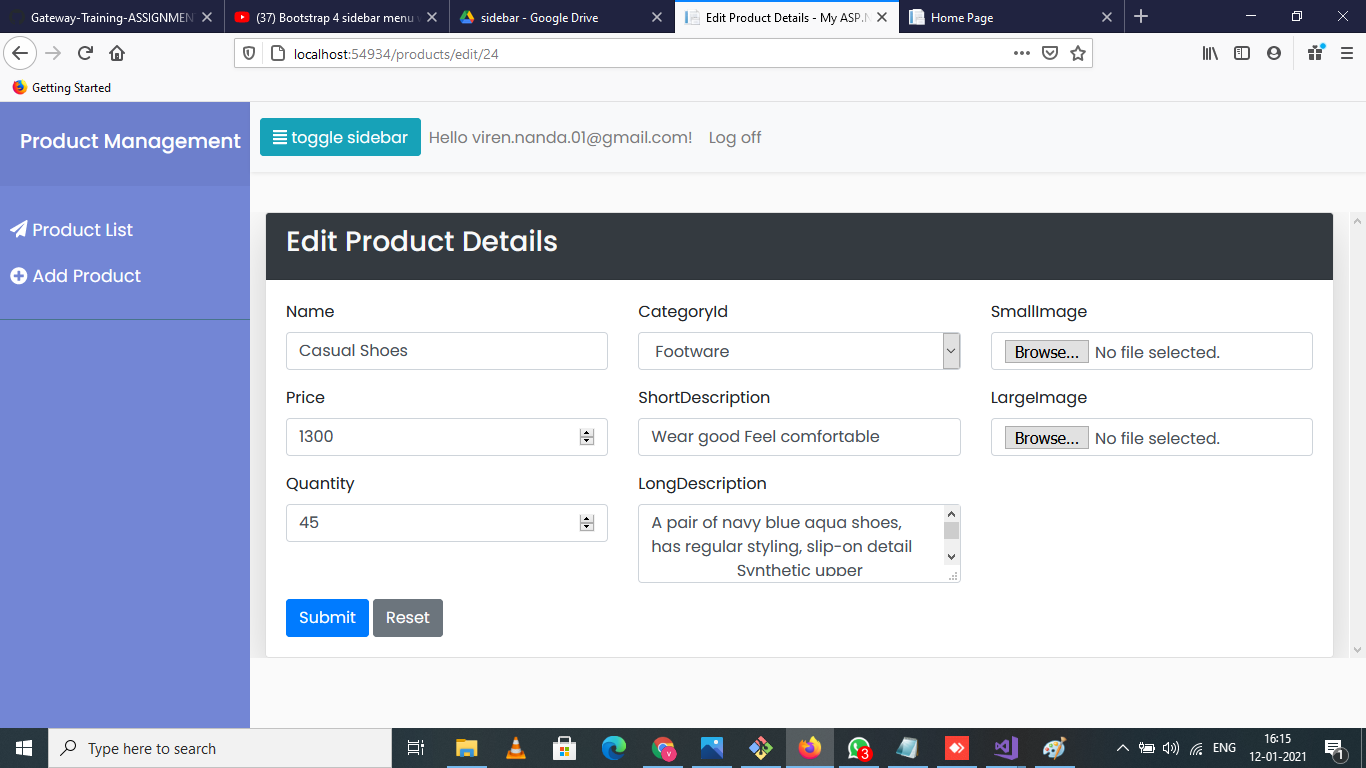 Gateway-Training-ASSIGNMEN
(37) Bootstrap 4 sidebar menu
sidebar - Google Drive
Edit Product Details - My ASP.N
Home Page
localhost:54934/products/edit/24
Getting Started
Product Management
toggle sidebar
Hello viren.nanda.01@gmail.com!
Log off
Product List
Add Product
Edit Product Details
Name
CategoryId
SmallImage
Casual Shoes
Footware
Browse... No file selected.
Price
ShortDescription
LargeImage
1300
Wear good Feel comfortable
Browse... No file selected.
Quantity
LongDescription
45
A pair of navy blue aqua shoes,
has regular styling, slip-on detail
Synthetic upper
Submit
Reset
Type here to search
3
ENG
16:15
12-01-2021
1